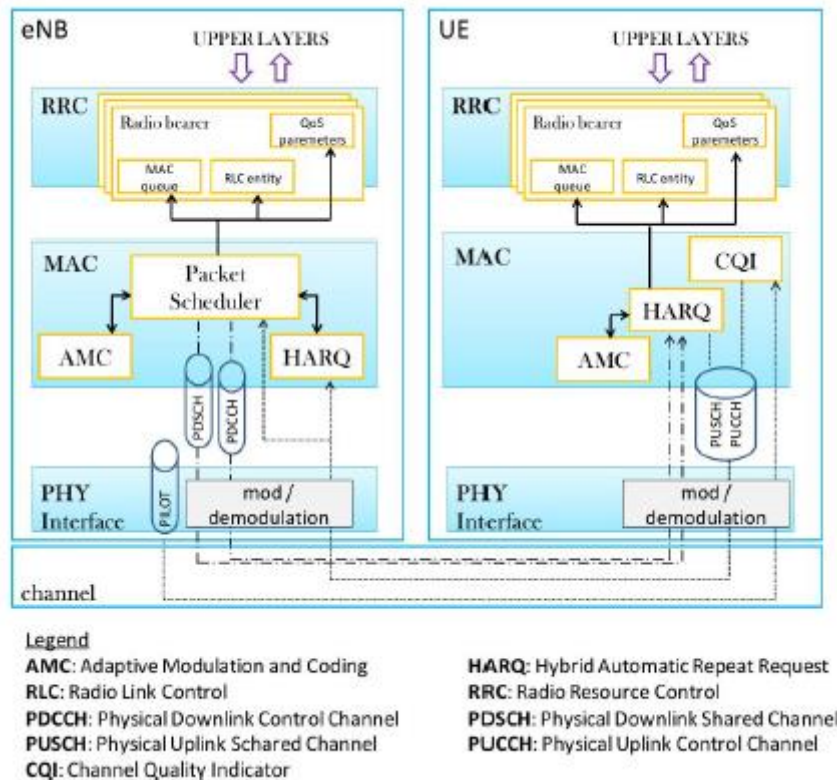 eNB
UPPER LAYERS
RRC
Radio bearer
QoS
paremeters
MAC
queue
RLC entity
MAC
Packet
Scheduler
AMC
HARQ
PDSCH
PDCCH
PILOT
PHY
Interface
mod /
demodulation
UE
UPPER LAYERS
RRC
Radio bearer
QoS
paremeters
MAC
queue
RLC entity
MAC
CQI
HARQ
AMC
PUSCH
PUCCH
PHY
Interface
mod /
demodulation
channel
Legend
AMC: Adaptive Modulation and Coding
RLC: Radio Link Control
PDCCH: Physical Downlink Control Channel
PUSCH: Physical Uplink Schared Channel
CQI: Channel Quality Indicator
HARQ: Hybrid Automatic Repeat Request
RRC: Radio Resource Control
PDSCH: Physical Downlink Shared Channel
PUCCH: Physical Uplink Control Channel